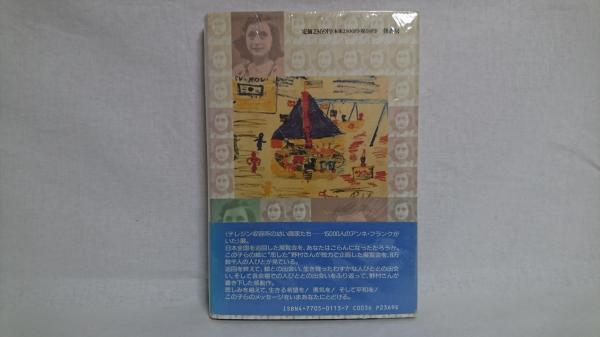 〈テレジン収容所の幼い画家たち——15000人のアンネ・フランクがいた〉展。
日本全国を巡回した展覧会を、あなたはごらんになっただろうか。
この子らの絵に“恋した”野村さんが独力で企画した展覧会を、8万数千人の人びとが見ている。
巡回を終えて、絵との出会い、生き残ったわずかな人びととの出会い、そして各会場での人びととの出会いをふり返って、野村さんが書き下した感動作。
悲しみを超えて、生きる希望を！ 勇気を！ そして平和を！
この子らのメッセージをいまあなたにとどける。
ISBN4-7705-0113-7 C0036 P2369E